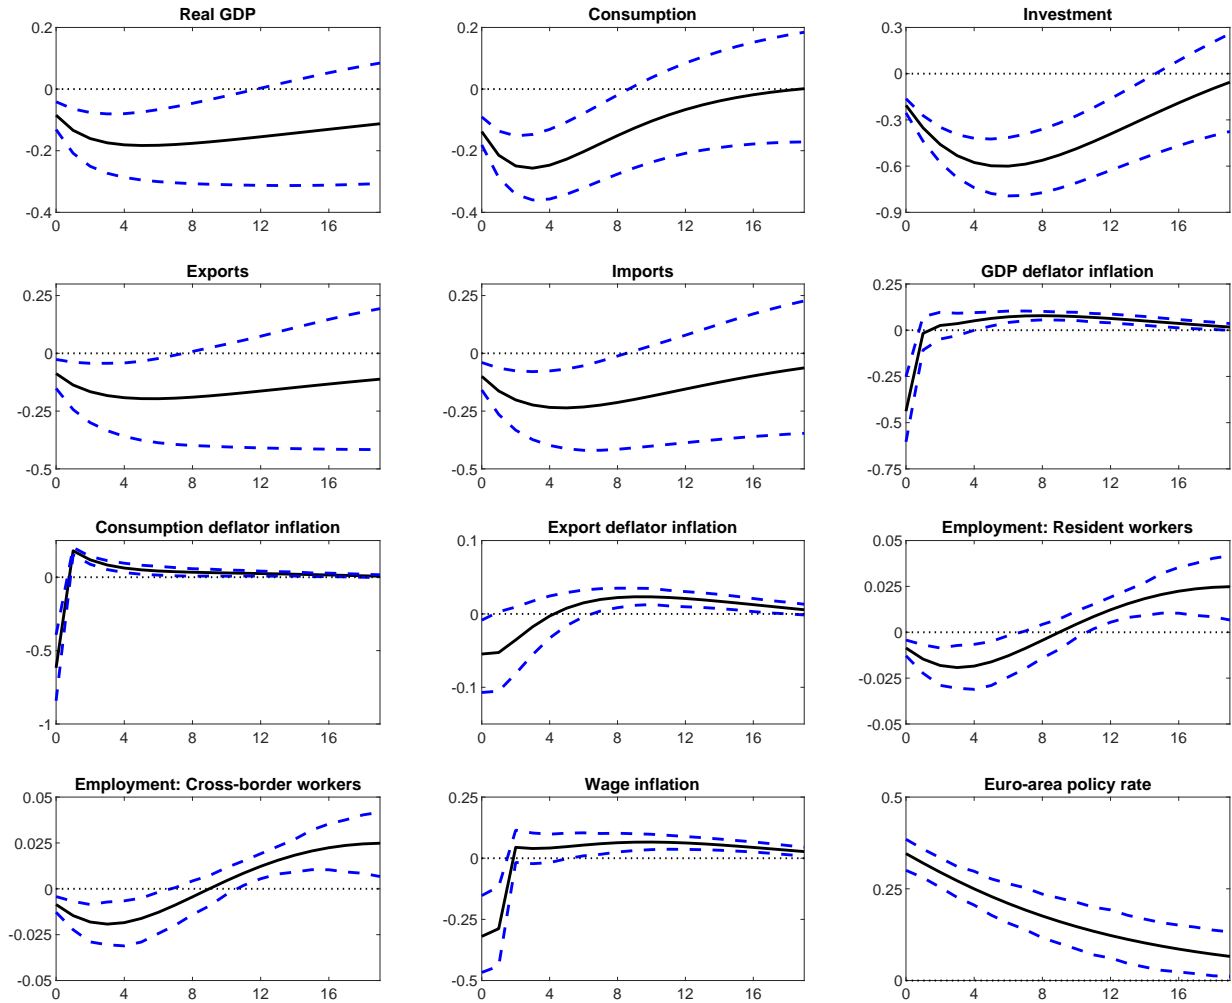 Real GDP
0.2
0
-0.2
-0.4
0 4 8 12 16
Consumption
0.2
0
-0.2
-0.4
0 4 8 12 16
Investment
0.3
0
-0.3
-0.6
-0.9
0 4 8 12 16
Exports
0.25
0
-0.25
-0.5
0 4 8 12 16
Imports
0.25
0
-0.25
-0.5
0 4 8 12 16
GDP deflator inflation
0.25
0
-0.25
-0.5
-0.75
0 4 8 12 16
Consumption deflator inflation
0
-0.5
-1
0 4 8 12 16
Export deflator inflation
0.1
0
-0.1
0 4 8 12 16
Employment: Resident workers
0.05
0.025
0
-0.025
-0.05
0 4 8 12 16
Employment: Cross-border workers
0.05
0.025
0
-0.025
-0.05
0 4 8 12 16
Wage inflation
0.25
0
-0.25
-0.5
0 4 8 12 16
Euro-area policy rate
0.5
0.25
0
0 4 8 12 16